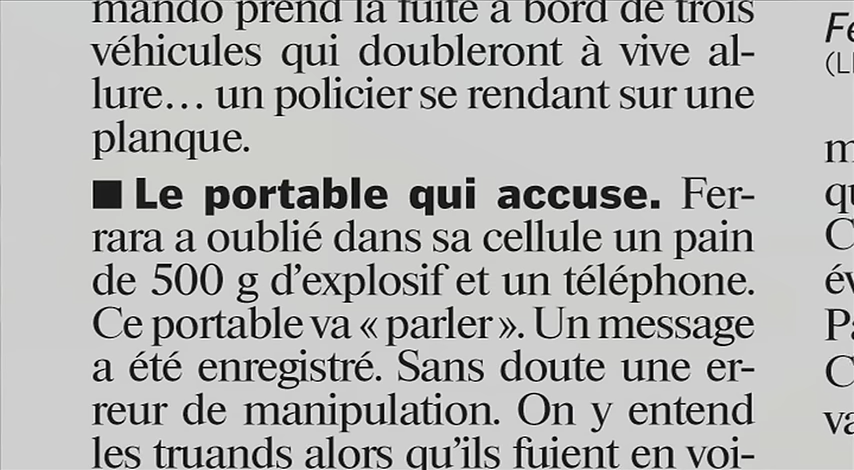 mando prend la fuite à bord de trois
véhicules qui doubleront à vive al-
lure… un policier se rendant sur une
planque.
■ Le portable qui accuse. Fer-
rara a oublié dans sa cellule un pain
de 500 g d’explosif et un téléphone.
Ce portable va « parler ». Un message
a été enregistré. Sans doute une er-
reur de manipulation. On y entend
les truands alors qu’ils fuient en voi-